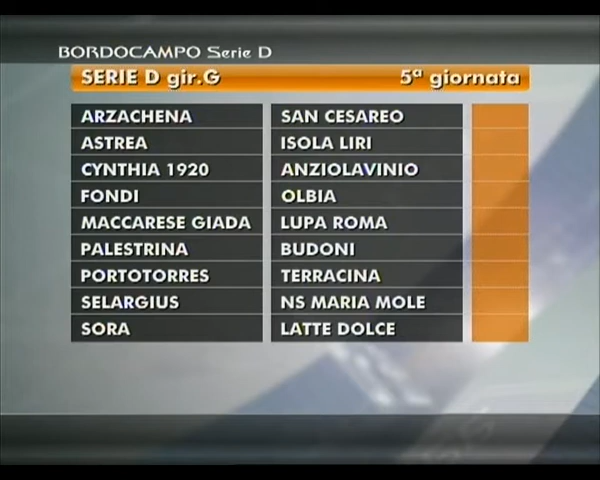 BORDOCAMPO Serie D
SERIE D gir.G 5ª giornata
ARZACHENA SAN CESAREO
ASTREA ISOLA LIRI
CYNTHIA 1920 ANZIOLAVINIO
FONDI OLBIA
MACCARESE GIADA LUPA ROMA
PALESTRINA BUDONI
PORTOTORRES TERRACINA
SELARGIUS NS MARIA MOLE
SORA LATTE DOLCE